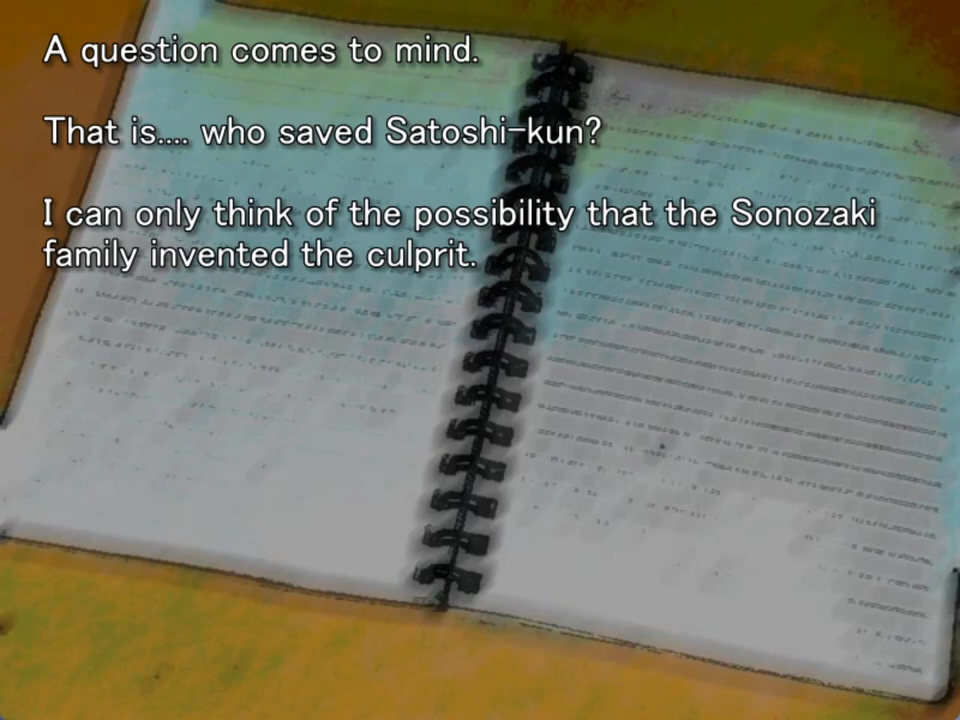 A question comes to mind.
That is.... who saved Satoshi-kun?
I can only think of the possibility that the Sonozaki
family invented the culprit.